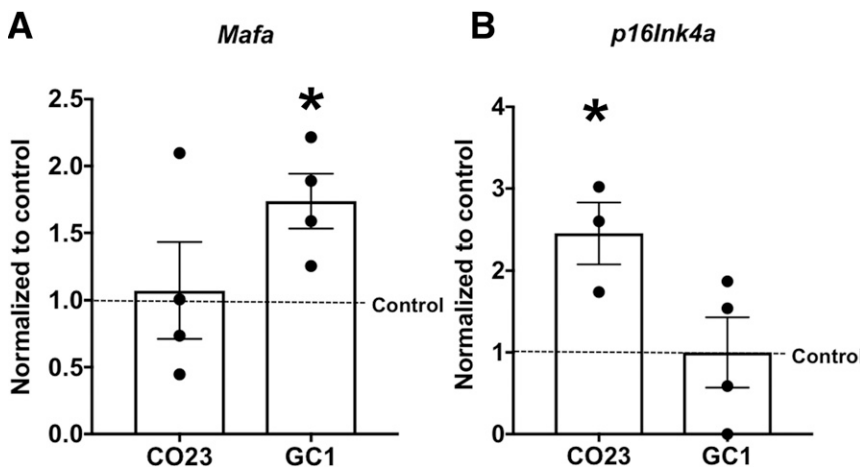 A
Mafa
Normalized to control
2.5
2.0
1.5
1.0
0.5
0.0
*
Control
CO23
GC1
B
p16Ink4a
Normalized to control
4
3
2
1
0
*
Control
CO23
GC1